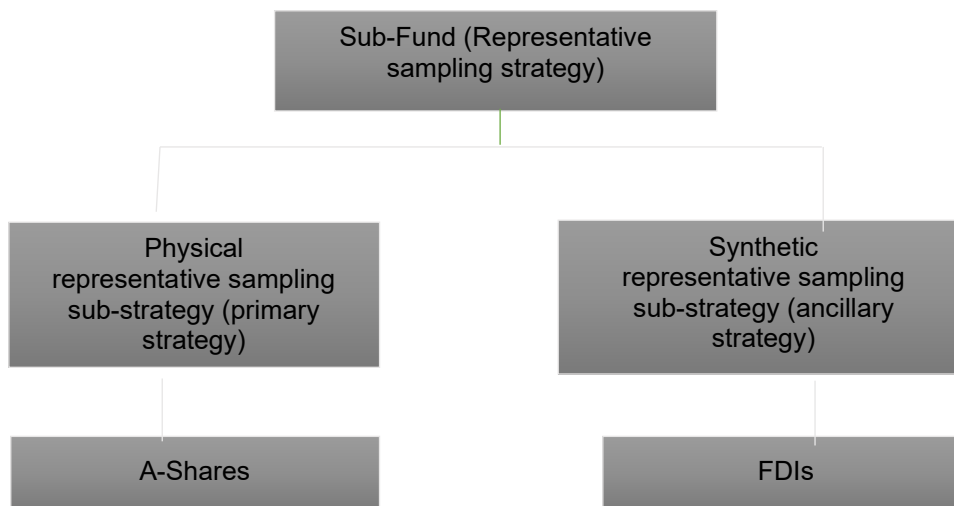 Sub-Fund (Representative
sampling strategy)
Physical
representative sampling
sub-strategy (primary
strategy)
Synthetic
representative sampling
sub-strategy (ancillary
strategy)
A-Shares
FDIs